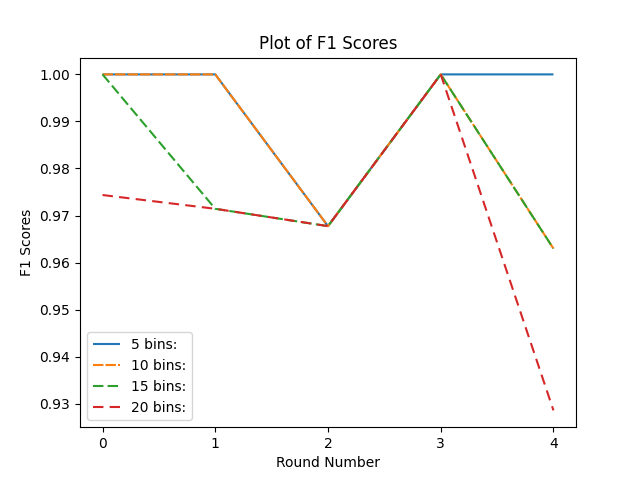 Plot of F1 Scores
F1 Scores
1.00
0.99
0.98
0.97
0.96
0.95
0.94
0.93
5 bins:
10 bins:
15 bins:
20 bins:
0 1 2 3 4
Round Number